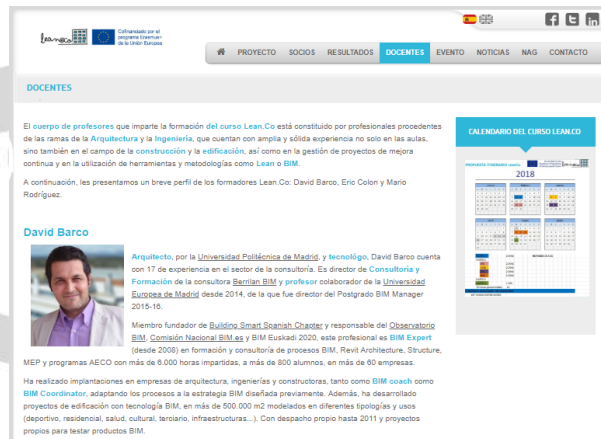 leaneco
Cofinanciado por el
programa Erasmus+
de la Unión Europea
PROYECTO SOCIOS RESULTADOS DOCENTES EVENTO NOTICIAS NAG CONTACTO
DOCENTES
El cuerpo de profesores que imparte la formación del curso Lean.Co está constituido por profesionales procedentes
de las ramas de la Arquitectura y la Ingeniería, que cuentan con amplia y sólida experiencia no solo en las aulas,
sino también en el campo de la construcción y la edificación, así como en la gestión de proyectos de mejora
continua y en la utilización de herramientas y metodologías como Lean o BIM.
A continuación, les presentamos un breve perfil de los formadores Lean.Co: David Barco, Eric Colon y Mario
Rodríguez.
CALENDARIO DEL CURSO LEAN.CO
2018
David Barco
Arquitecto, por la Universidad Politécnica de Madrid, y tecnológo, David Barco cuenta
con 17 de experiencia en el sector de la consultoría. Es director de Consultoría y
Formación de la consultora Berrilan BIM y profesor colaborador de la Universidad
Europea de Madrid desde 2014, de la que fue director del Postgrado BIM Manager
2015-16.
Miembro fundador de Building Smart Spanish Chapter y responsable del Observatorio
BIM, Comisión Nacional BIM.es y BIM Euskadi 2020, este profesional es BIM Expert
(desde 2008) en formación y consultoría de procesos BIM, Revit Architecture, Structure,
MEP y programas AECO con más de 6.000 horas impartidas, a más de 800 alumnos, en más de 60 empresas.
Ha realizado implantaciones en empresas de arquitectura, ingenierías y constructoras, tanto como BIM coach como
BIM Coordinator, adaptando los procesos a la estrategia BIM diseñada previamente. Además, ha desarrollado
proyectos de edificación con tecnología BIM, en más de 500.000 m2 modelados en diferentes tipologías y usos
(deportivo, residencial, salud, cultural, terciario, infraestructuras...). Con despacho propio hasta 2011 y proyectos
propios para testar productos BIM.